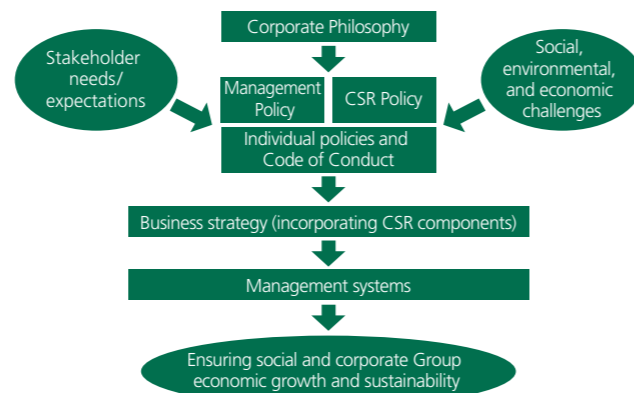 Corporate Philosophy
Stakeholder
needs/
expectations
Social,
environmental,
and economic
challenges
Management
Policy
CSR Policy
Individual policies and
Code of Conduct
Business strategy (incorporating CSR components)
Management systems
Ensuring social and corporate Group
economic growth and sustainability